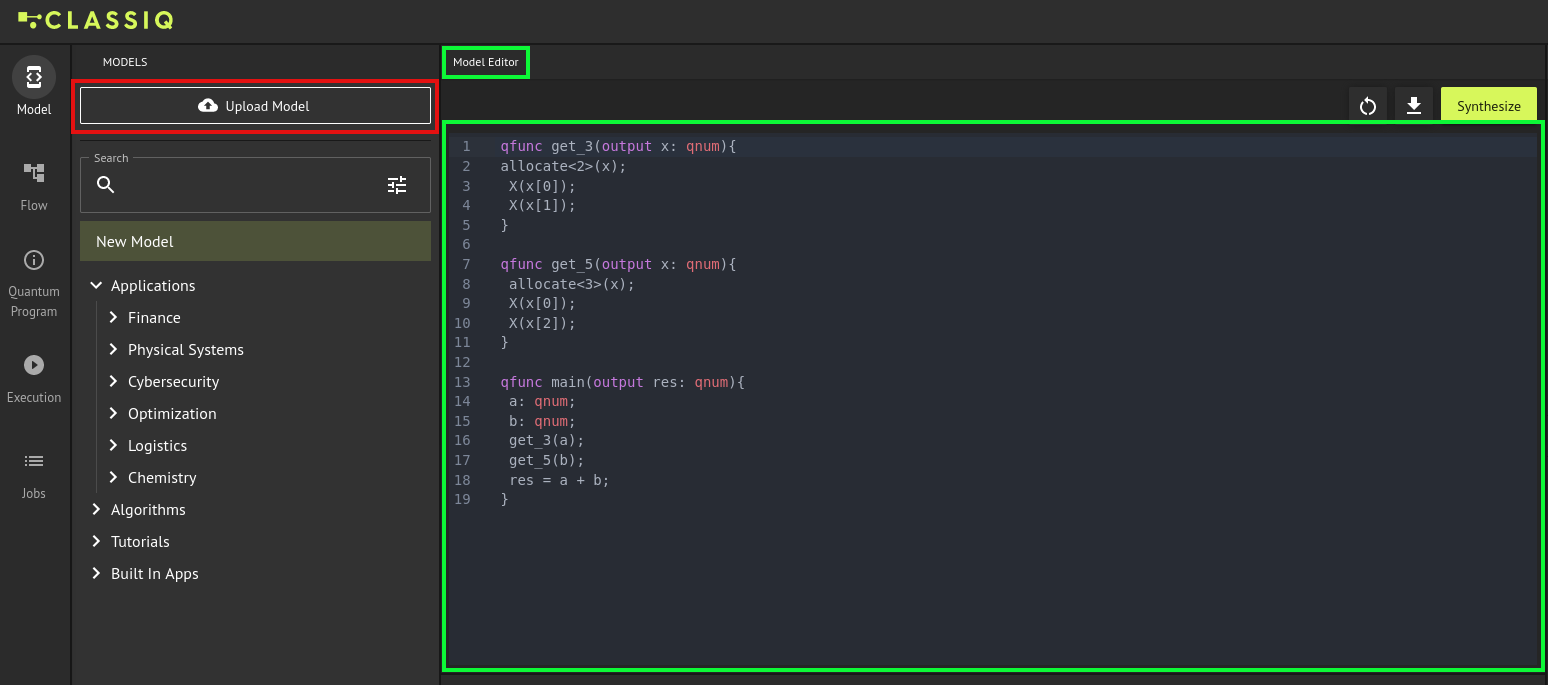 CLASSIQ
Model
Flow
Quantum
Program
Execution
Jobs
MODELS
Upload Model
Search
New Model
Applications
Finance
Physical Systems
Cybersecurity
Optimization
Logistics
Chemistry
Algorithms
Tutorials
Built In Apps
Model Editor
Synthesize
1 qfunc get_3(output x: qnum){
2 allocate<2>(x);
3  X(x[0]);
4  X(x[1]);
5 }
6
7 qfunc get_5(output x: qnum){
8  allocate<3>(x);
9  X(x[0]);
10  X(x[2]);
11 }
12
13 qfunc main(output res: qnum){
14  a: qnum;
15  b: qnum;
16  get_3(a);
17  get_5(b);
18  res = a + b;
19 }